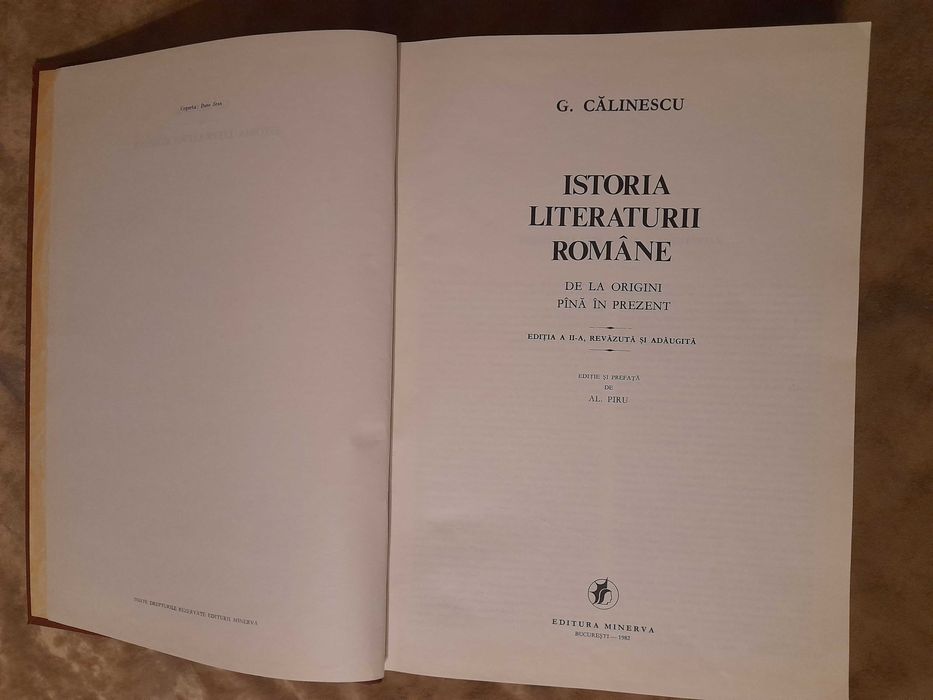 Coperta: Dumitru Stan
TOATE DREPTURILE REZERVATE EDITURII MINERVA
G. CĂLINESCU
ISTORIA
LITERATURII
ROMÂNE
DE LA ORIGINI
PÎNĂ ÎN PREZENT
EDIȚIA A II-A, REVĂZUTĂ ȘI ADĂUGITĂ
EDIȚIE ȘI PREFAȚĂ
DE
AL. PIRU
EDITURA MINERVA
BUCUREȘTI — 1982